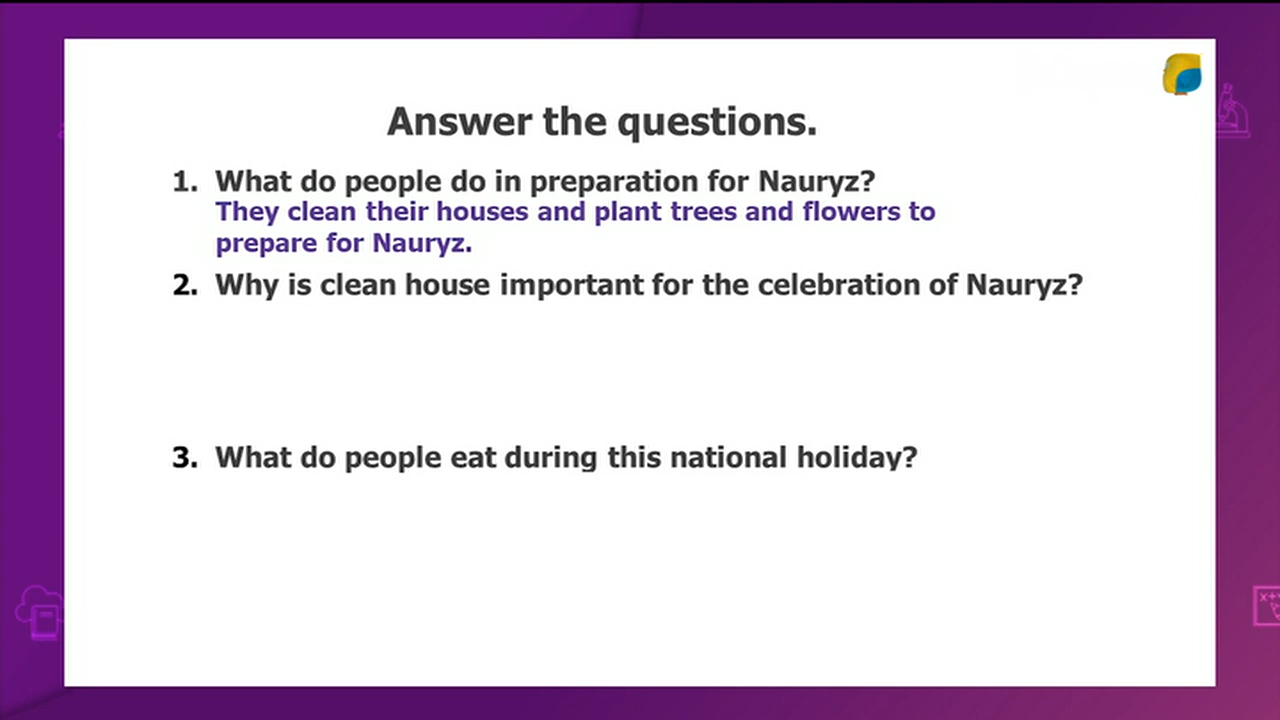 Answer the questions.
1. What do people do in preparation for Nauryz?
They clean their houses and plant trees and flowers to
prepare for Nauryz.
2. Why is clean house important for the celebration of Nauryz?
3. What do people eat during this national holiday?